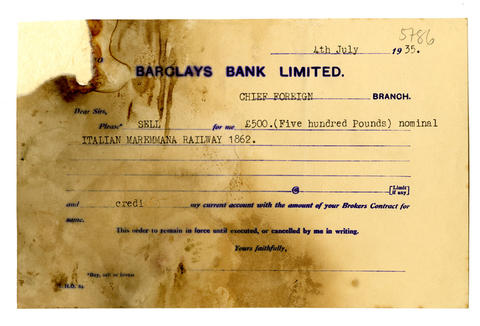 5786
4th July 1935.
O
BARCLAYS BANK LIMITED.
CHIEF FOREIGN BRANCH.
Dear Sirs,
Please* SELL for me £500.(Five hundred Pounds) nominal
ITALIAN MAREMMANA RAILWAY 1862.
@ [Limit if any]
and credi my current account with the amount of your Brokers Contract for
same.
This order to remain in force until executed, or cancelled by me in writing.
Yours faithfully,
*Buy, sell or invest
H.O. 84